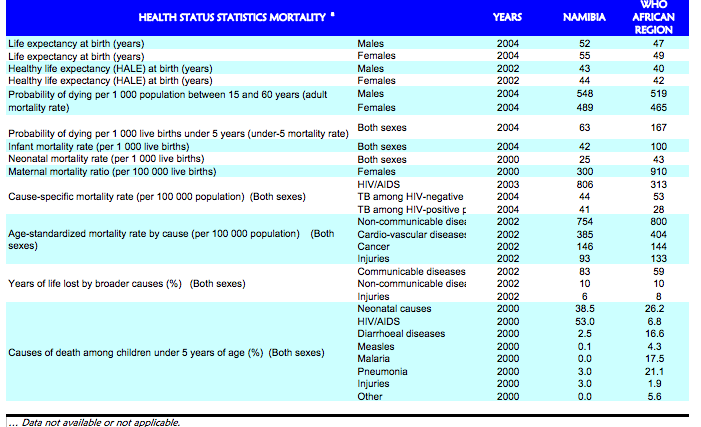 HEALTH STATUS STATISTICS MORTALITY YEARS NAMIBIA WHO AFRICAN REGION
Life expectancy at birth (years) Males 2004 52 47
Life expectancy at birth (years) Females 2004 55 49
Healthy life expectancy (HALE) at birth (years) Males 2002 43 40
Healthy life expectancy (HALE) at birth (years) Females 2002 44 42
Probability of dying per 1 000 population between 15 and 60 years (adult Males 2004 548 519
mortality rate) Females 2004 489 465
Probability of dying per 1 000 live births under 5 years (under-5 mortality rate) Both sexes 2004 63 167
Infant mortality rate (per 1 000 live births) Both sexes 2004 42 100
Neonatal mortality rate (per 1 000 live births) Both sexes 2000 25 43
Maternal mortality ratio (per 100 000 live births) Females 2000 300 910
HIV/AIDS 2003 806 313
Cause-specific mortality rate (per 100 000 population) (Both sexes) TB among HIV-negative 2004 44 53
TB among HIV-positive p 2004 41 28
Non-communicable disea 2002 754 800
Age-standardized mortality rate by cause (per 100 000 population) (Both Cardio-vascular diseases 2002 385 404
sexes) Cancer 2002 146 144
Injuries 2002 93 133
Communicable diseases 2002 83 59
Years of life lost by broader causes (%) (Both sexes) Non-communicable disea 2002 10 10
Injuries 2002 6 8
Neonatal causes 2000 38.5 26.2
HIV/AIDS 2000 53.0 6.8
Diarrhoeal diseases 2000 2.5 16.6
Measles 2000 0.1 4.3
Causes of death among children under 5 years of age (%) (Both sexes) Malaria 2000 0.0 17.5
Pneumonia 2000 3.0 21.1
Injuries 2000 3.0 1.9
Other 2000 0.0 5.6
... Data not available or not applicable.